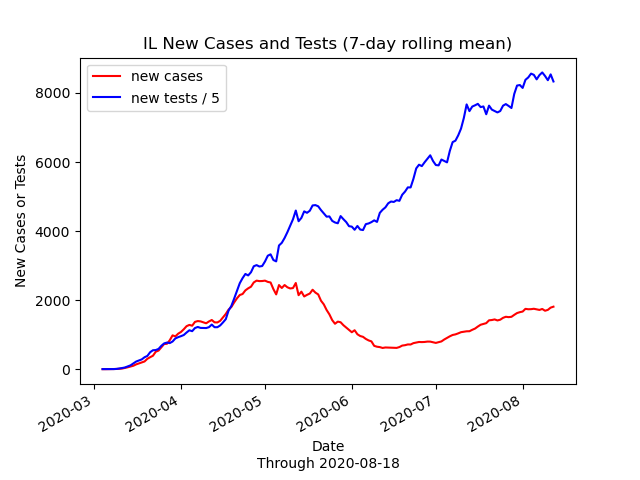 IL New Cases and Tests (7-day rolling mean)
new cases
new tests / 5
New Cases or Tests
8000
6000
4000
2000
0
2020-03
2020-04
2020-05
2020-06
2020-07
2020-08
Date
Through 2020-08-18